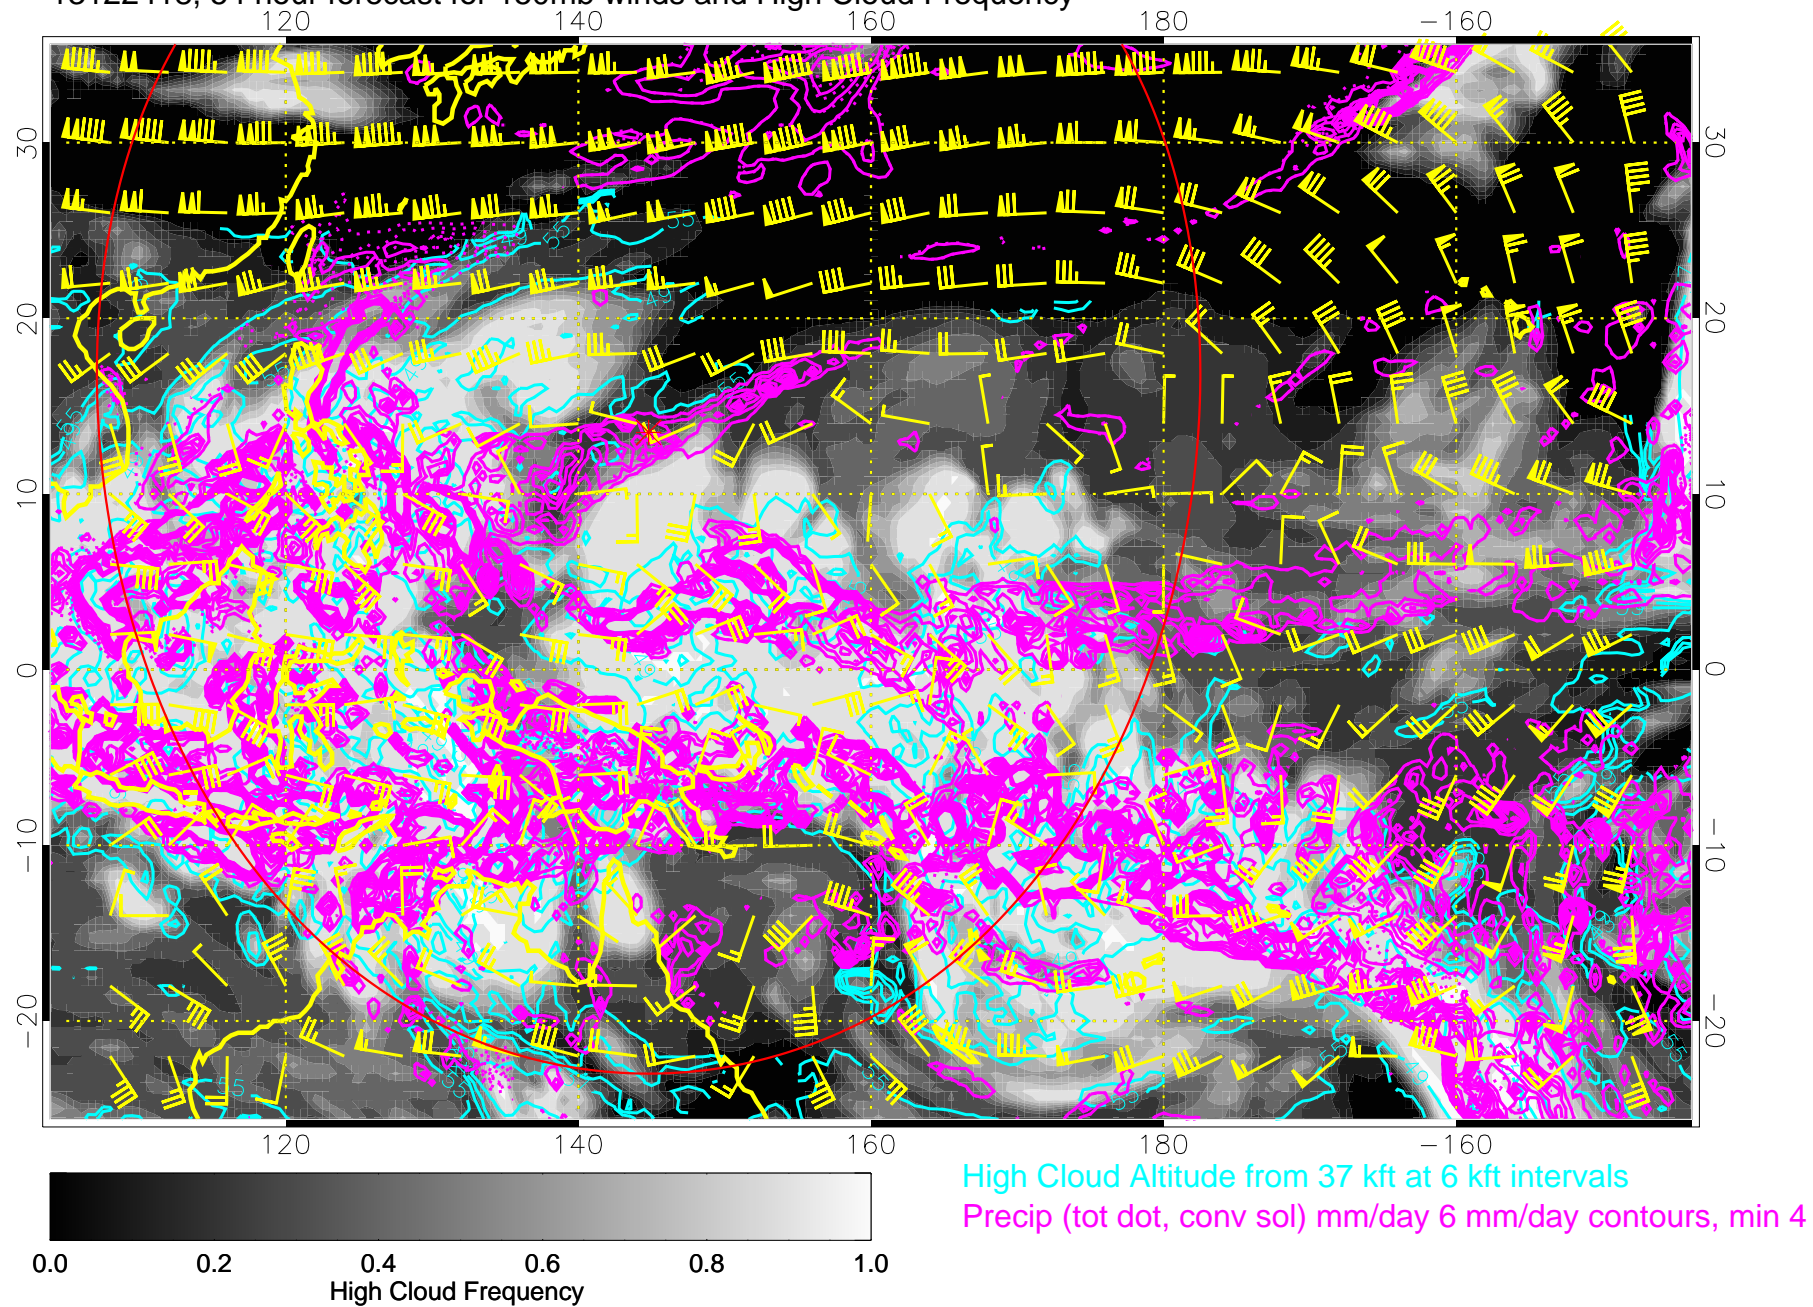 120 140 160 180 −160
30 30
20 20
10 10
0 0
−10 −10
−20 −20
120 140 160 180 −160
High Cloud Altitude from 37 kft at 6 kft intervals
Precip (tot dot, conv sol) mm/day 6 mm/day contours, min 4
0.0 0.2 0.4 0.6 0.8 1.0
High Cloud Frequency